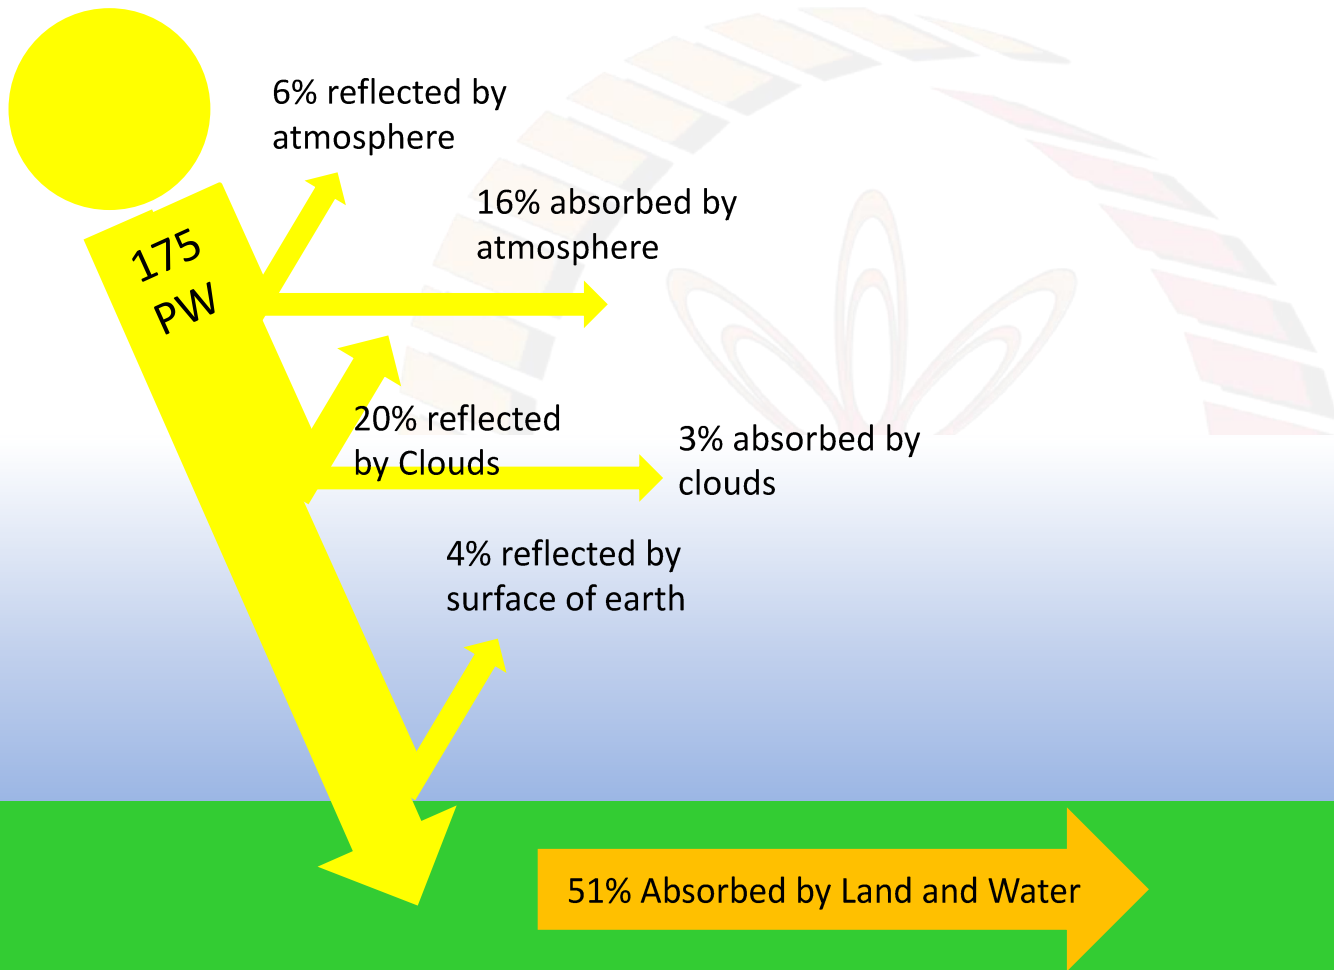 6% reflected by
atmosphere
16% absorbed by
atmosphere
175
PW
20% reflected
by Clouds
3% absorbed by
clouds
4% reflected by
surface of earth
51% Absorbed by Land and Water